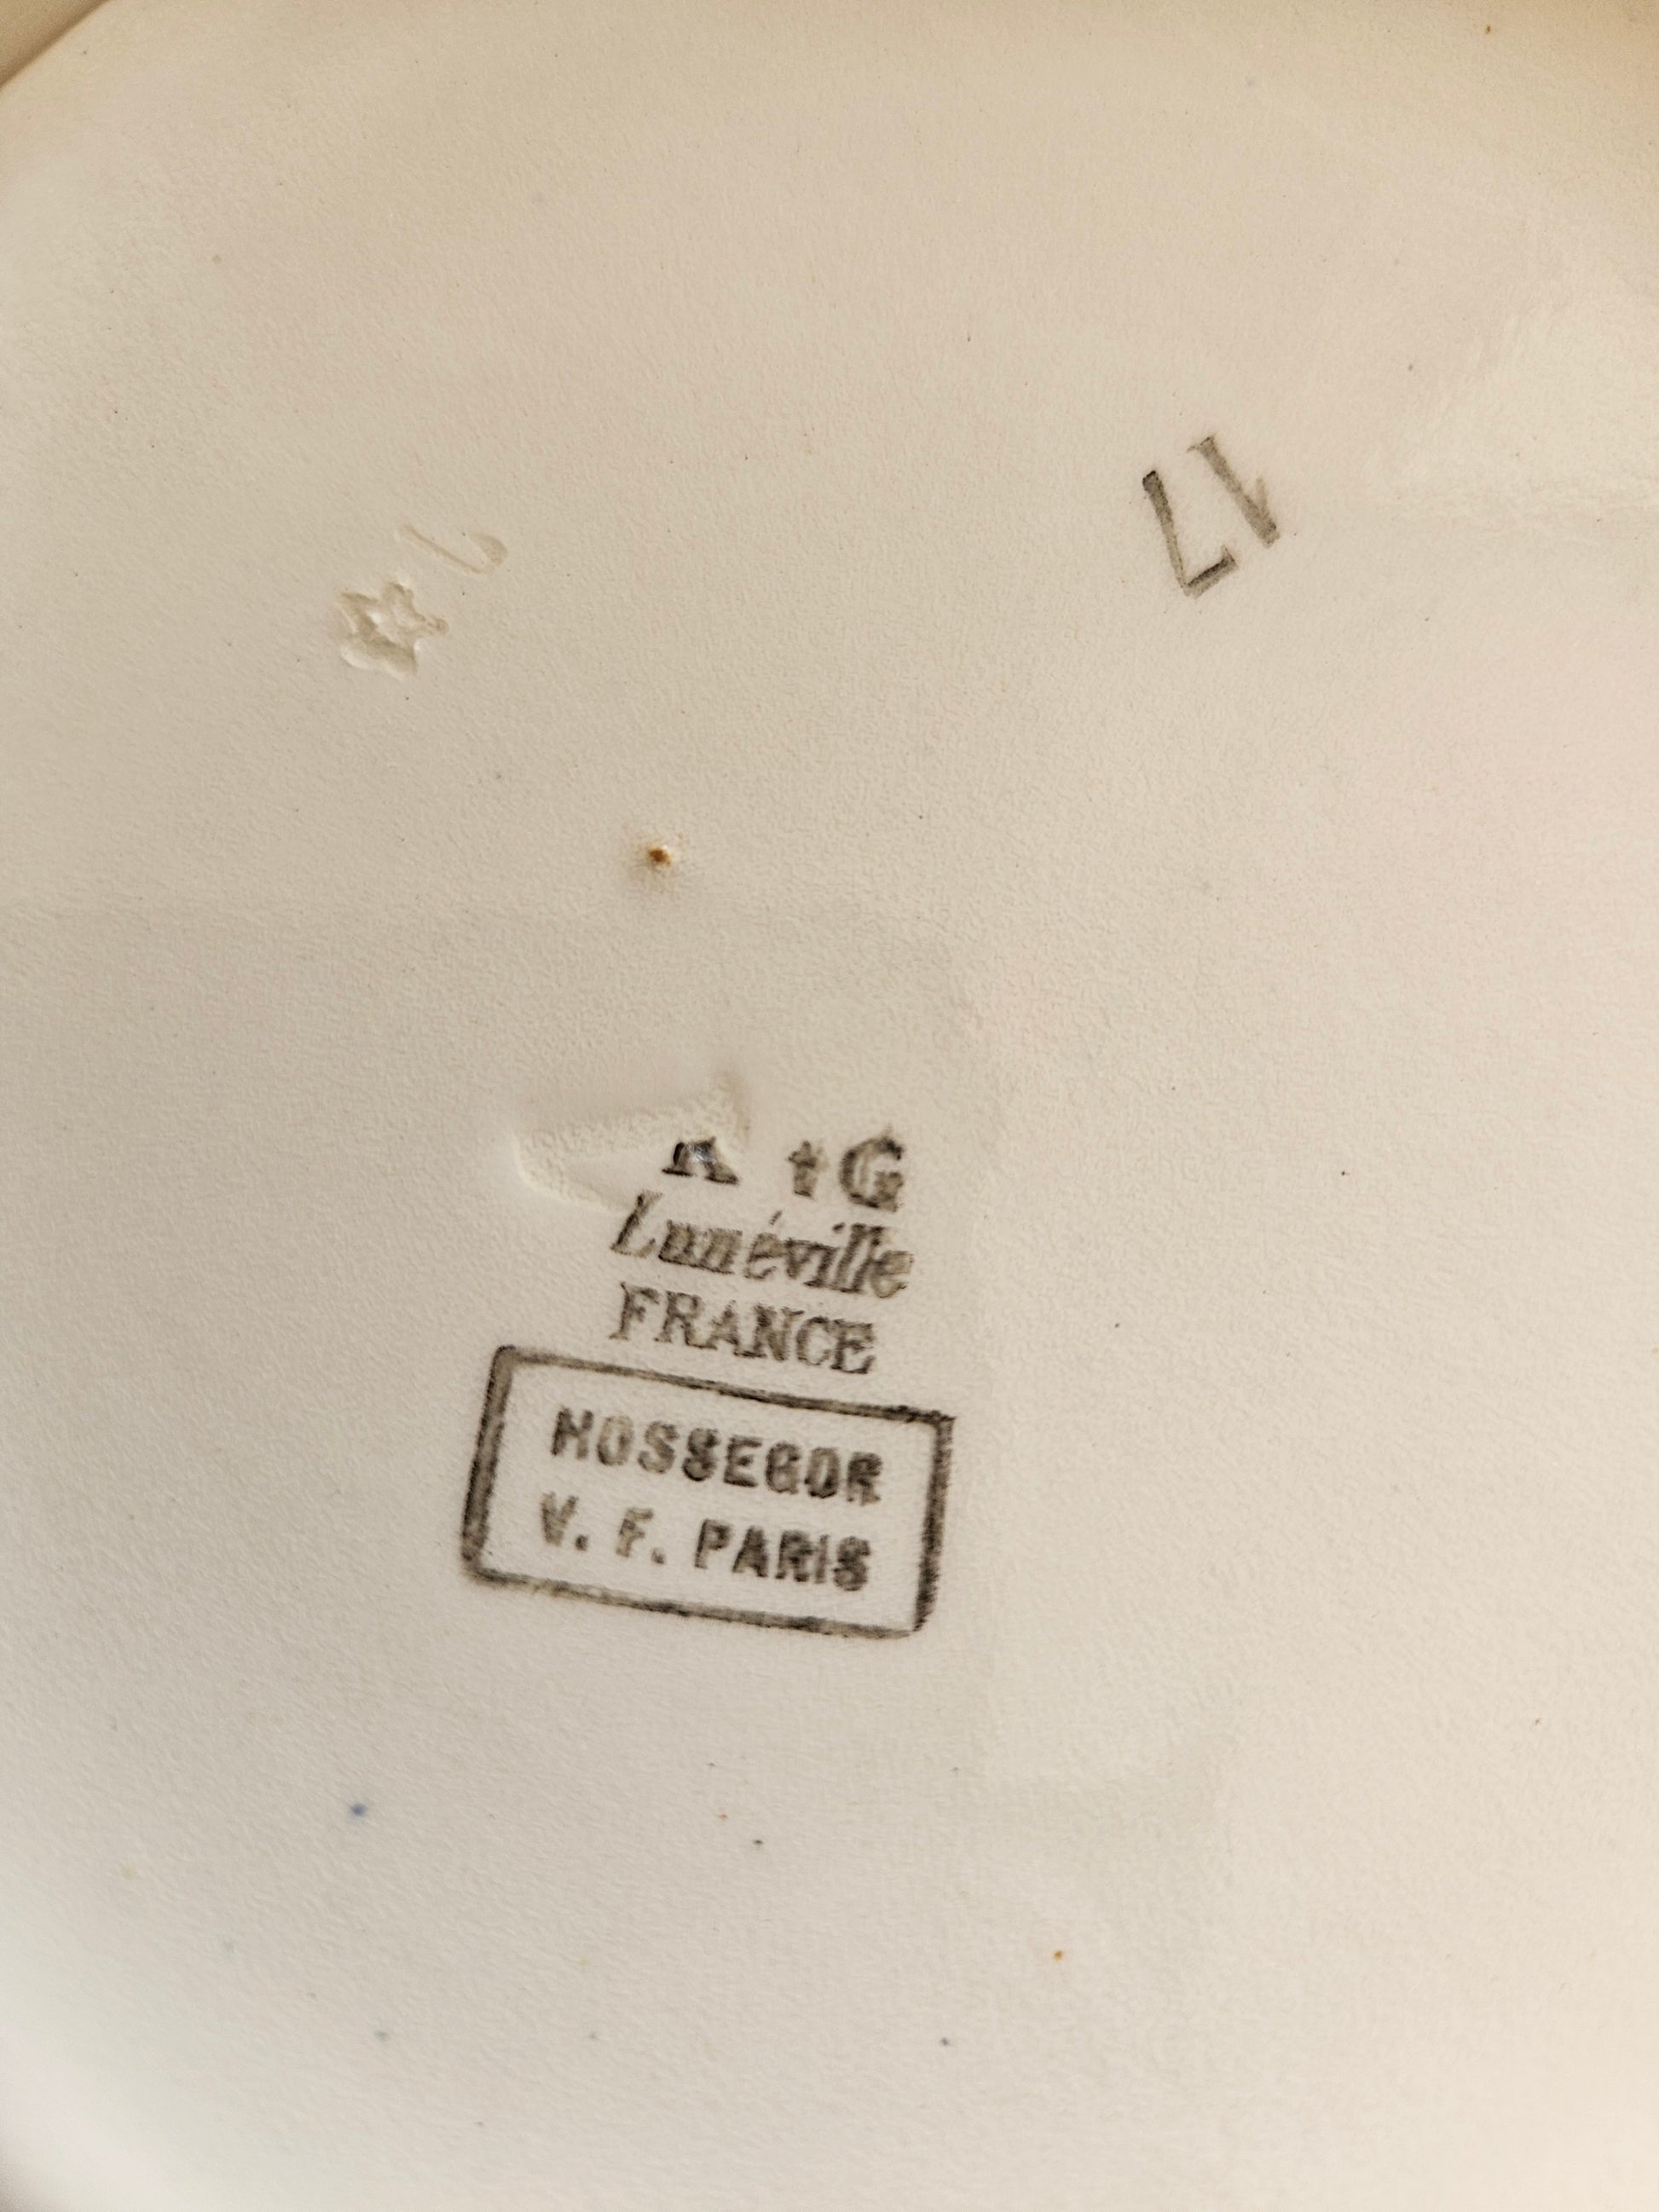 17
K & G
Lunéville
FRANCE
HOSSEGOR
V. F. PARIS